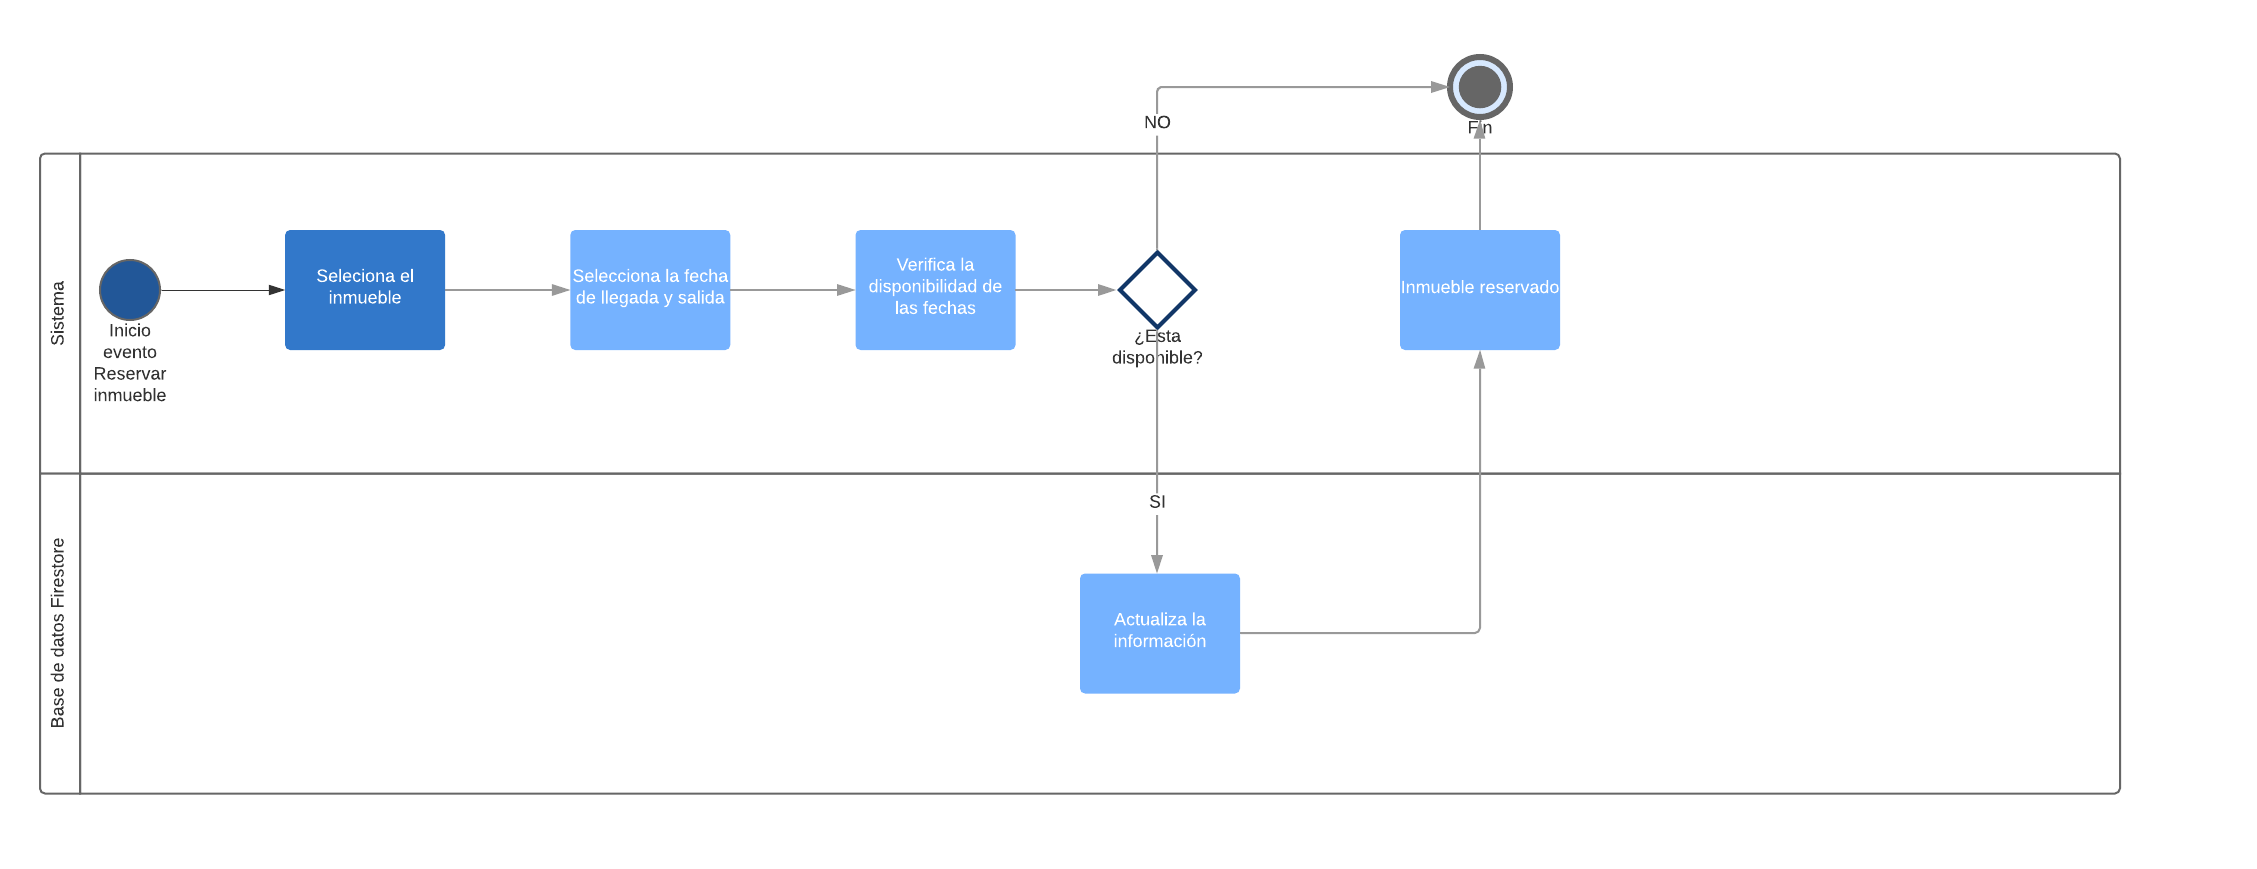 NO
Fin
Sistema
Inicio
evento
Reservar
inmueble
Seleciona el
inmueble
Selecciona la fecha
de llegada y salida
Verifica la
disponibilidad de
las fechas
¿Esta
disponible?
Inmueble reservado
Base de datos Firestore
SI
Actualiza la
información